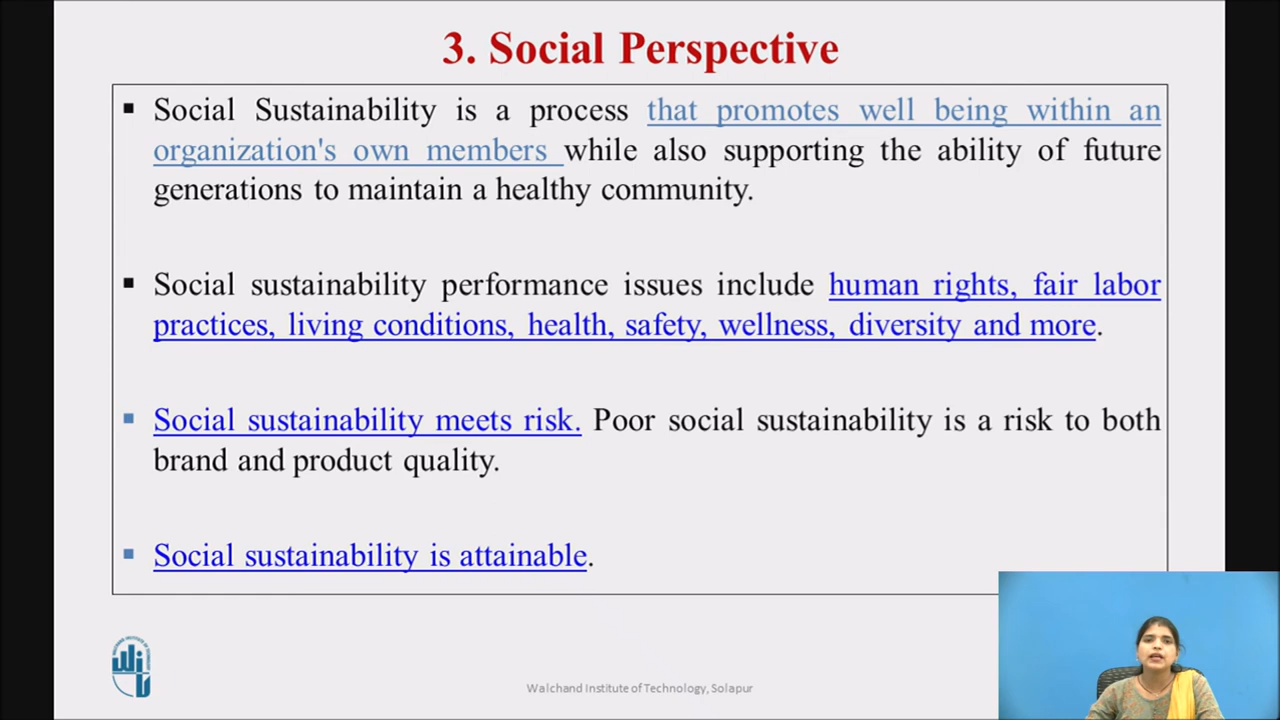 3. Social Perspective
▪ Social Sustainability is a process that promotes well being within an
organization's own members while also supporting the ability of future
generations to maintain a healthy community.
▪ Social sustainability performance issues include human rights, fair labor
practices, living conditions, health, safety, wellness, diversity and more.
▪ Social sustainability meets risk. Poor social sustainability is a risk to both
brand and product quality.
▪ Social sustainability is attainable.
Walchand Institute of Technology, Solapur